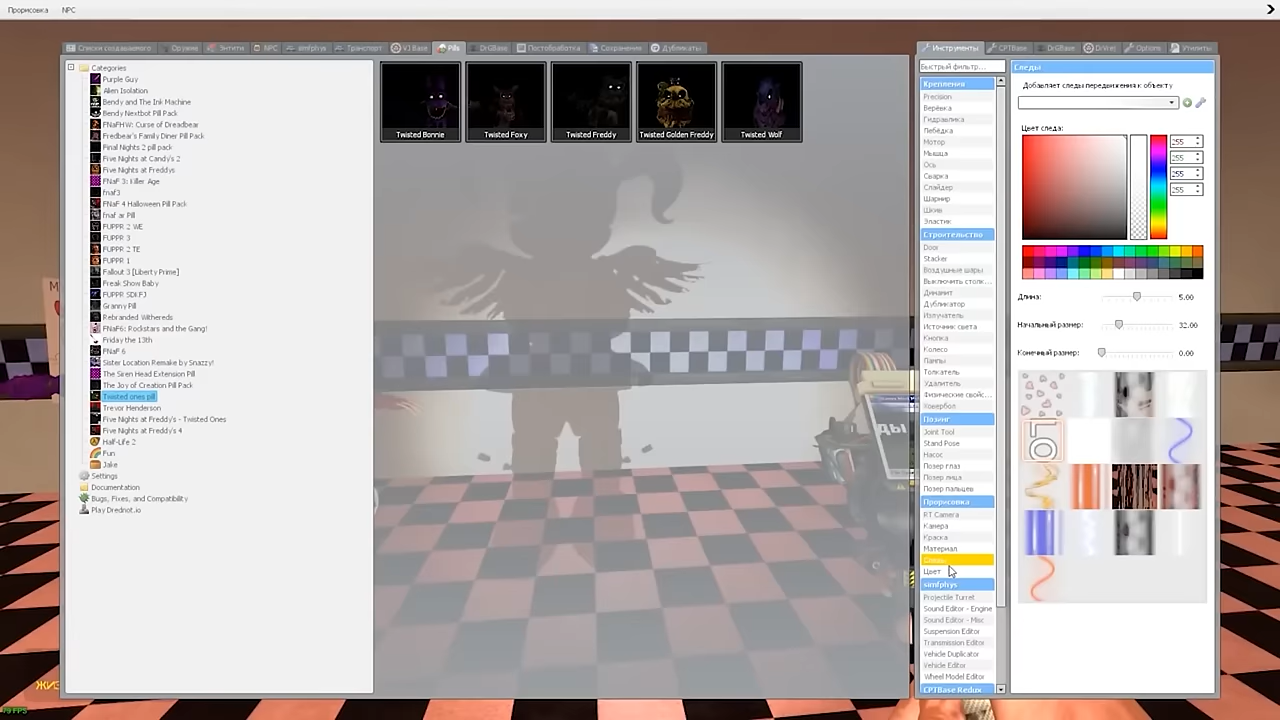 Прорисовка NPC
Списки создаваемого Оружие Энтити NPC simfphys Транспорт VJ Base Pills DrGBase Постобработка Сохранения Дубликаты
Categories
Purple Guy
Alien Isolation
Bendy and The Ink Machine
Bendy Nextbot Pill Pack
FNaFHW: Curse of Dreadbear
Fredbear's Family Diner Pill Pack
Final Nights 2 pill pack
Five Nights at Candy's 2
Five Nights at Freddys
FNaF 3: Killer Age
fnaf3
FNaF 4 Halloween Pill Pack
fnaf ar Pill
FUPPR 2 WE
FUPPR 3
FUPPR 2 TE
FUPPR 1
Fallout 3 [Liberty Prime]
Freak Show Baby
FUPPR SDI FJ
Granny Pill
Rebranded Withereds
FNaF6: Rockstars and the Gang!
Friday the 13th
FNaF 6
Sister Location Remake by Snazzy!
The Siren Head Extension Pill
The Joy of Creation Pill Pack
Twisted ones pill
Trevor Henderson
Five Nights at Freddy's - Twisted Ones
Five Nights at Freddy's 4
Half-Life 2
Fun
Jake
Settings
Documentation
Bugs, Fixes, and Compatibility
Play Drednot.io
Twisted Bonnie Twisted Foxy Twisted Freddy Twisted Golden Freddy Twisted Wolf
ДЫ
ЖИЗ
79 FPS
Инструменты CPTBase DrGBase DrVrej Options Утилиты
Быстрый фильтр...
Крепления
Precision
Верёвка
Гидравлика
Лебёдка
Мотор
Мышца
Ось
Сварка
Слайдер
Шарнир
Шкив
Эластик
Строительство
Door
Stacker
Воздушные шары
Выключить столк...
Динамит
Дубликатор
Излучатель
Источник света
Кнопка
Колесо
Лампы
Толкатель
Удалитель
Физические свойс...
Ховербол
Позинг
Joint Tool
Stand Pose
Насос
Позер глаз
Позер лица
Позер пальцев
Прорисовка
RT Camera
Камера
Краска
Материал
Следы
Цвет
simfphys
Projectile Turret
Sound Editor - Engine
Sound Editor - Misc
Suspension Editor
Transmission Editor
Vehicle Duplicator
Vehicle Editor
Wheel Model Editor
CPTBase Redux
Следы
Добавляет следы передвижения к объекту
Цвет следа:
255
255
255
255
Длина: 5.00
Начальный размер: 32.00
Конечный размер: 0.00
LOL